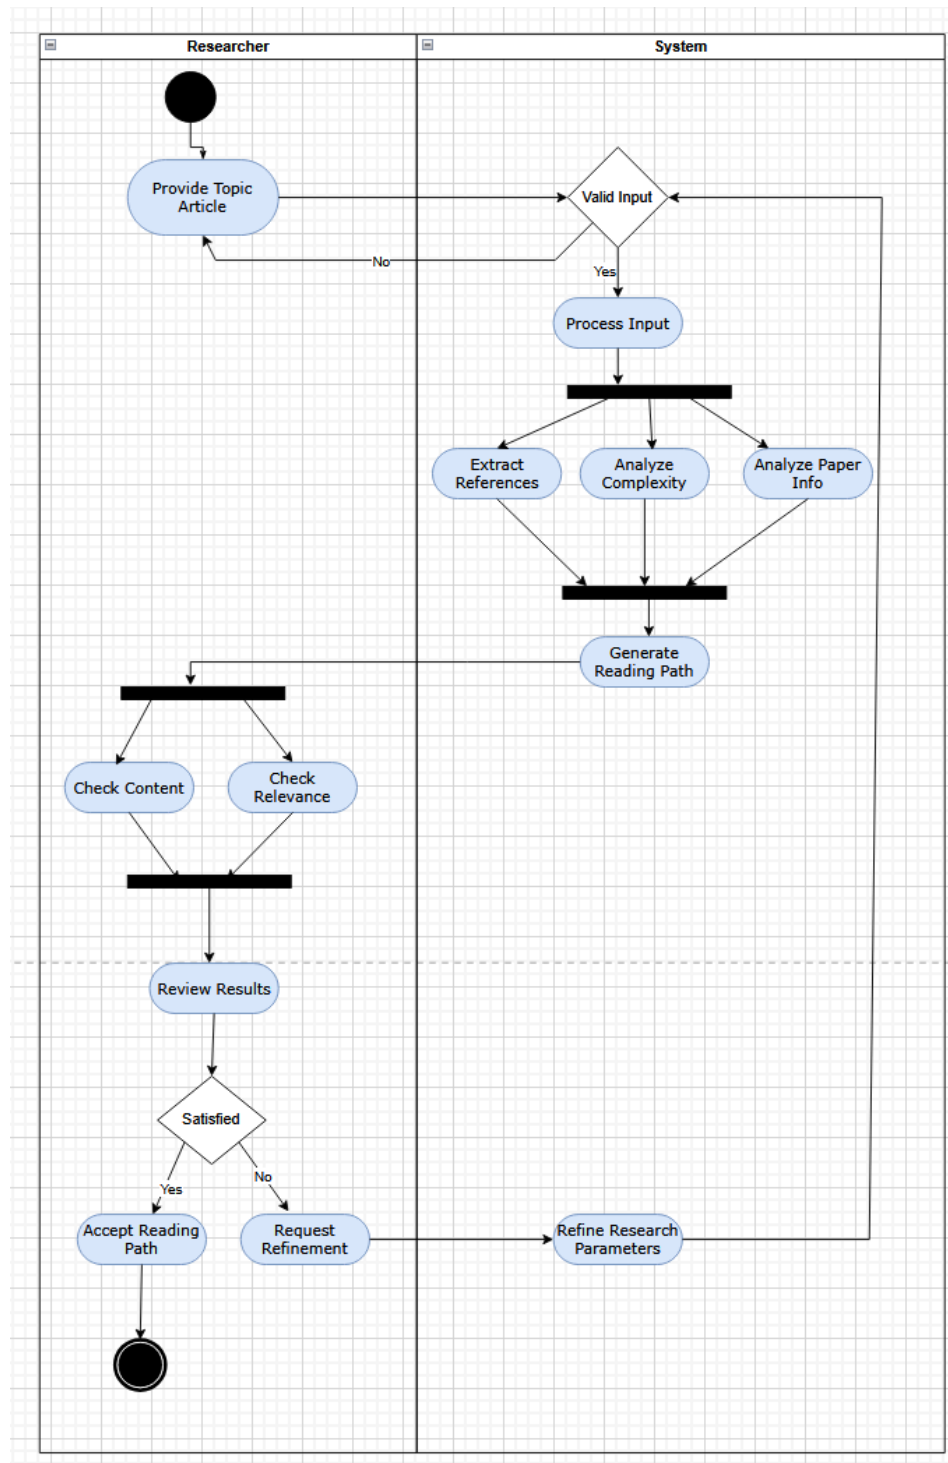 Researcher
System
Provide Topic
Article
Valid Input
No
Yes
Process Input
Extract
References
Analyze
Complexity
Analyze Paper
Info
Generate
Reading Path
Check Content
Check
Relevance
Review Results
Satisfied
Yes
No
Accept Reading
Path
Request
Refinement
Refine Research
Parameters